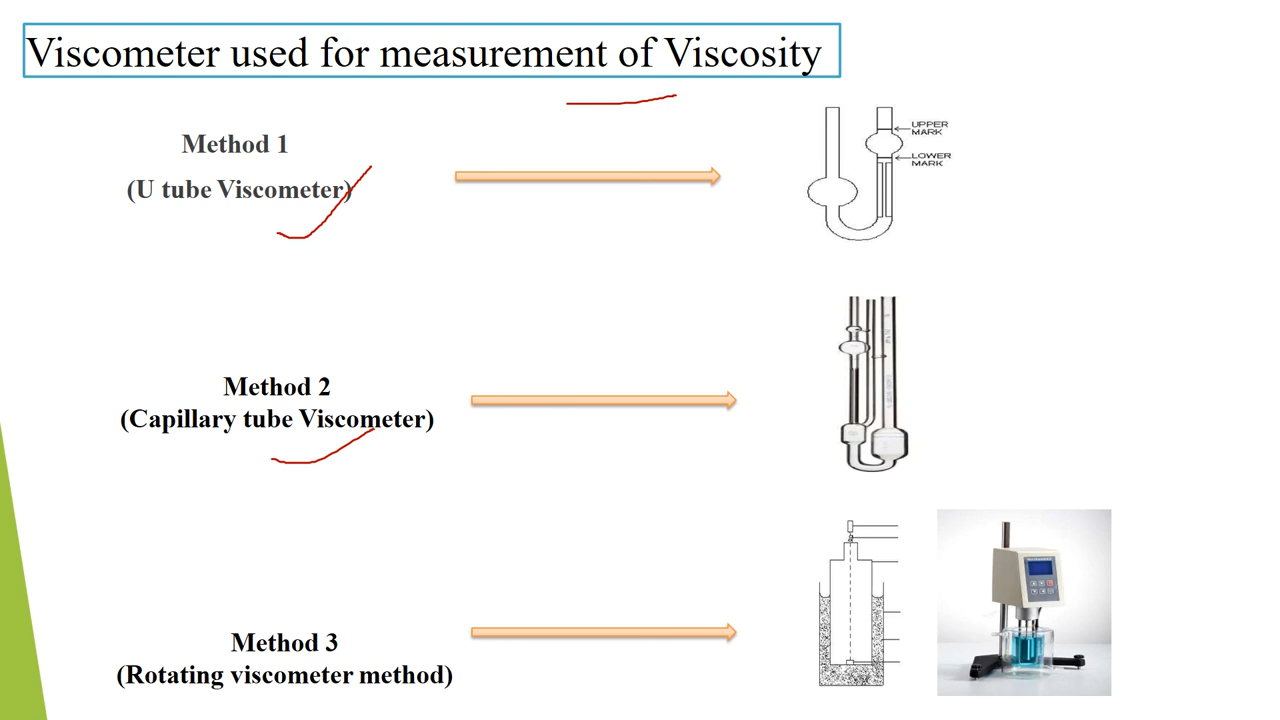 Viscometer used for measurement of Viscosity
Method 1
(U tube Viscometer)
UPPER
MARK
LOWER
MARK
Method 2
(Capillary tube Viscometer)
Method 3
(Rotating viscometer method)